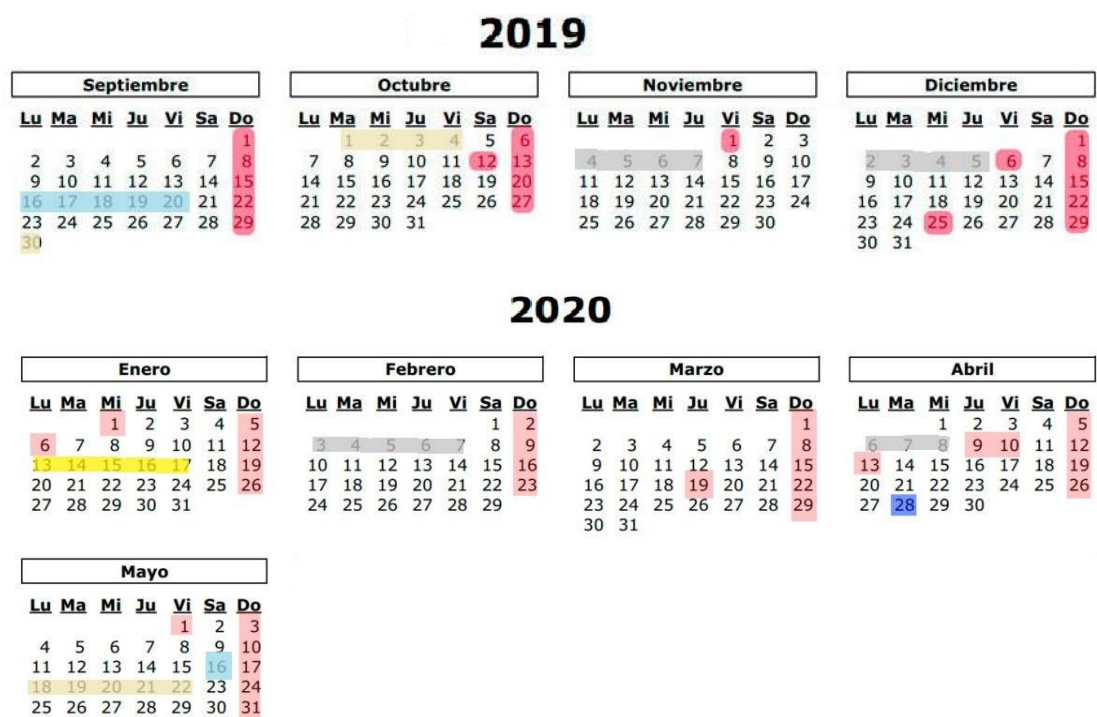 2019
Septiembre Octubre Noviembre Diciembre
Lu Ma Mi Ju Vi Sa Do Lu Ma Mi Ju Vi Sa Do Lu Ma Mi Ju Vi Sa Do Lu Ma Mi Ju Vi Sa Do
1 1 2 3 4 5 6 1 2 3 1
2 3 4 5 6 7 8 7 8 9 10 11 12 13 4 5 6 7 8 9 10 2 3 4 5 6 7 8
9 10 11 12 13 14 15 14 15 16 17 18 19 20 11 12 13 14 15 16 17 9 10 11 12 13 14 15
16 17 18 19 20 21 22 21 22 23 24 25 26 27 18 19 20 21 22 23 24 16 17 18 19 20 21 22
23 24 25 26 27 28 29 28 29 30 31 25 26 27 28 29 30 23 24 25 26 27 28 29
30 30 31
2020
Enero Febrero Marzo Abril
Lu Ma Mi Ju Vi Sa Do Lu Ma Mi Ju Vi Sa Do Lu Ma Mi Ju Vi Sa Do Lu Ma Mi Ju Vi Sa Do
1 2 3 4 5 1 2 1 1 2 3 4 5
6 7 8 9 10 11 12 3 4 5 6 7 8 9 2 3 4 5 6 7 8 6 7 8 9 10 11 12
13 14 15 16 17 18 19 10 11 12 13 14 15 16 9 10 11 12 13 14 15 13 14 15 16 17 18 19
20 21 22 23 24 25 26 17 18 19 20 21 22 23 16 17 18 19 20 21 22 20 21 22 23 24 25 26
27 28 29 30 31 24 25 26 27 28 29 23 24 25 26 27 28 29 27 28 29 30
30 31
Mayo
Lu Ma Mi Ju Vi Sa Do
1 2 3
4 5 6 7 8 9 10
11 12 13 14 15 16 17
18 19 20 21 22 23 24
25 26 27 28 29 30 31